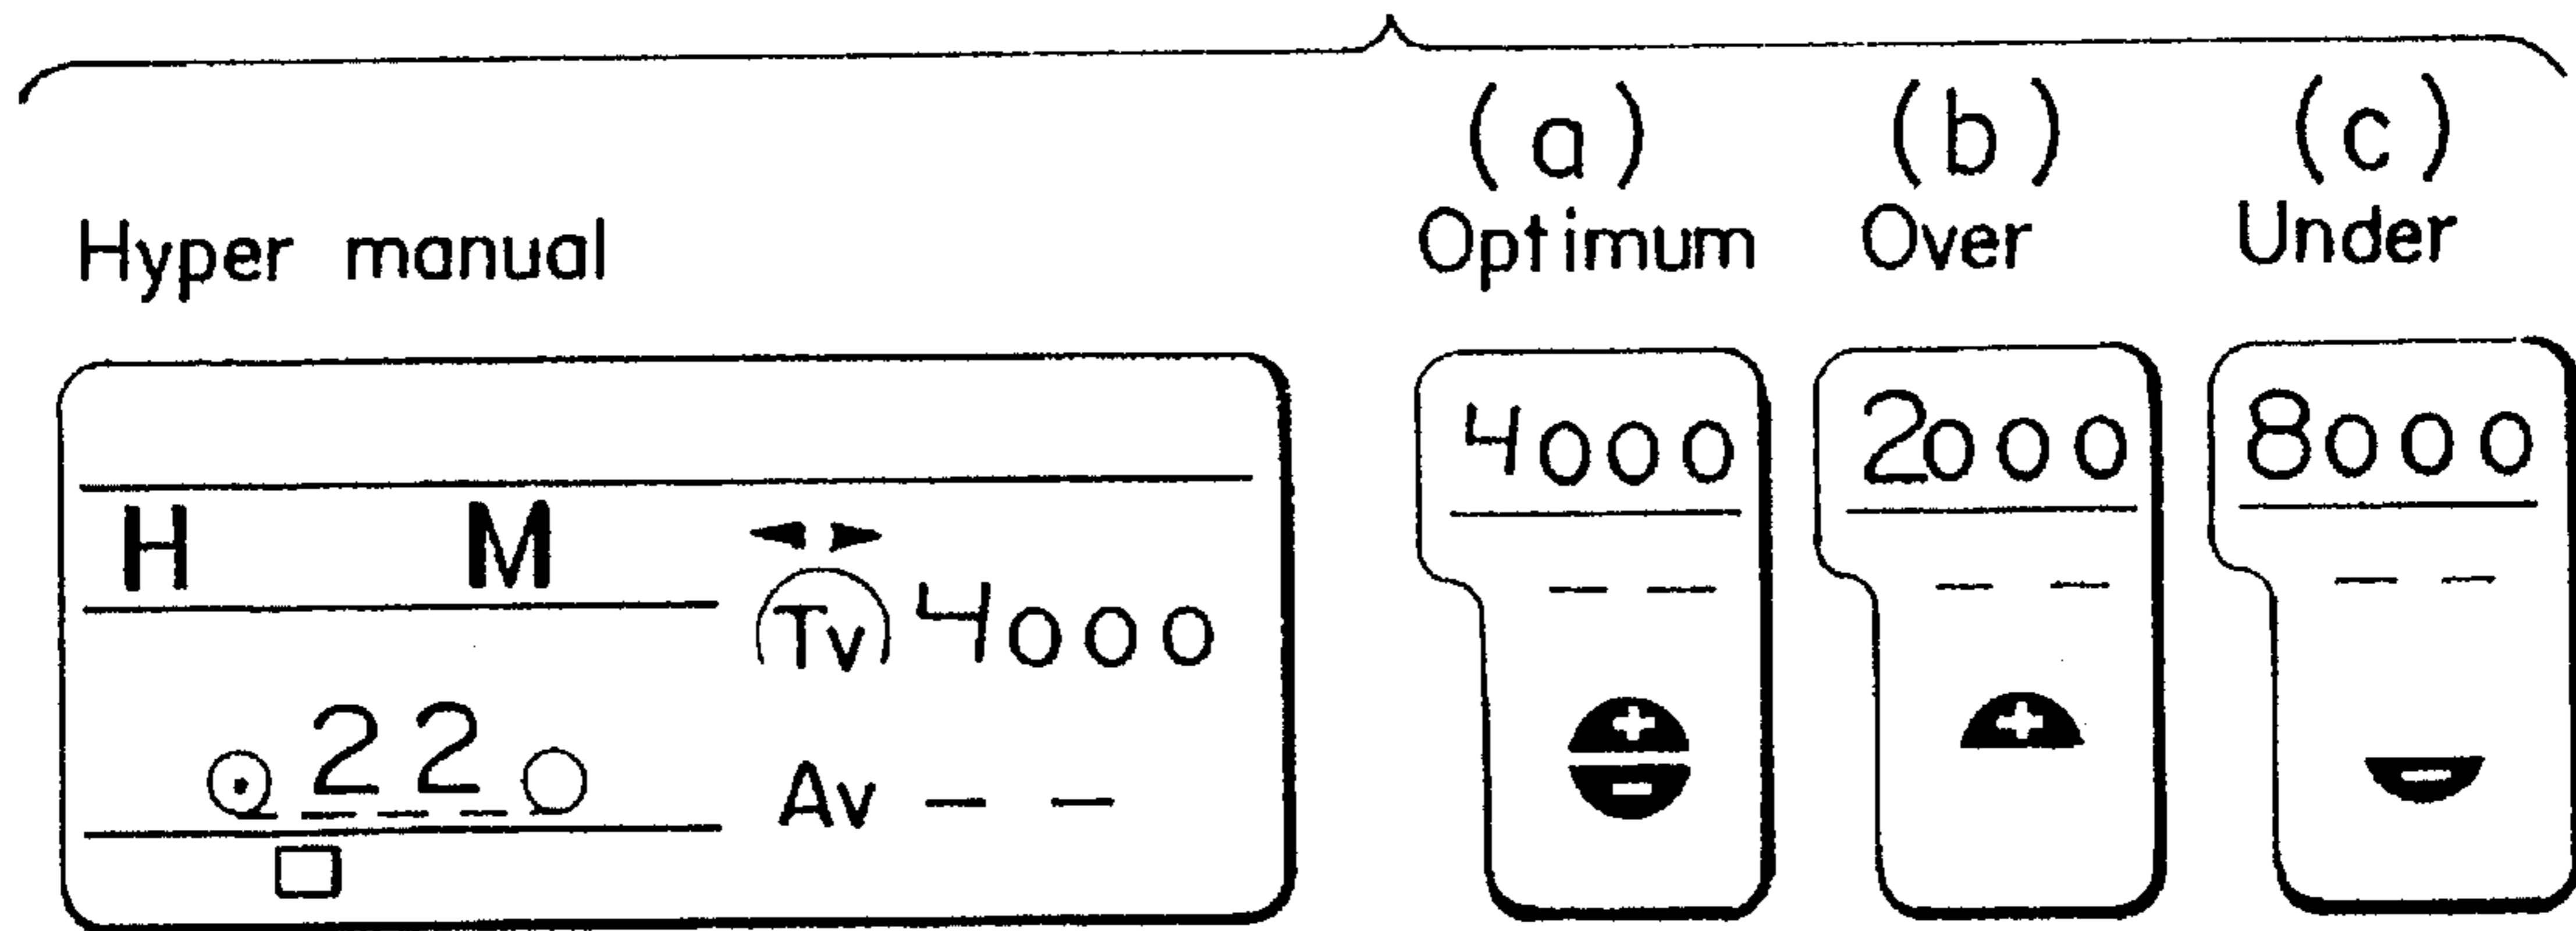 (a) (b) (c)
Hyper manual Optimum Over Under
4000 2000 8000
H M
Tv 4000
-- -- --
22
+ + 
Av -- - -